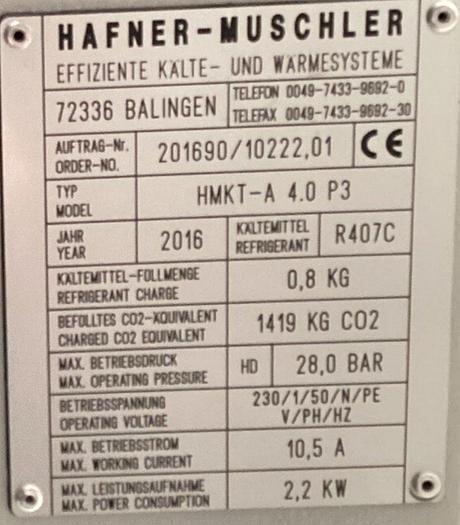 HAFNER-MUSCHLER
EFFIZIENTE KÄLTE- UND WÄRMESYSTEME
72336 BALINGEN
TELEFON 0049-7433-9692-0
TELEFAX 0049-7433-9692-30
AUFTRAG-Nr.
ORDER-NO.
201690/10222,01
CE
TYP
MODEL
HMKT-A 4.0 P3
JAHR
YEAR
2016
KÄLTEMITTEL
REFRIGERANT
R407C
KÄLTEMITTEL-FÜLLMENGE
REFRIGERANT CHARGE
0,8 KG
BEFÜLLTES CO2-ÄQUIVALENT
CHARGED CO2 EQUIVALENT
1419 KG CO2
MAX. BETRIEBSDRUCK
MAX. OPERATING PRESSURE
HD
28,0 BAR
BETRIEBSSPANNUNG
OPERATING VOLTAGE
230/1/50/N/PE
V/PH/HZ
MAX. BETRIEBSSTROM
MAX. WORKING CURRENT
10,5 A
MAX. LEISTUNGSAUFNAHME
MAX. POWER CONSUMPTION
2,2 KW